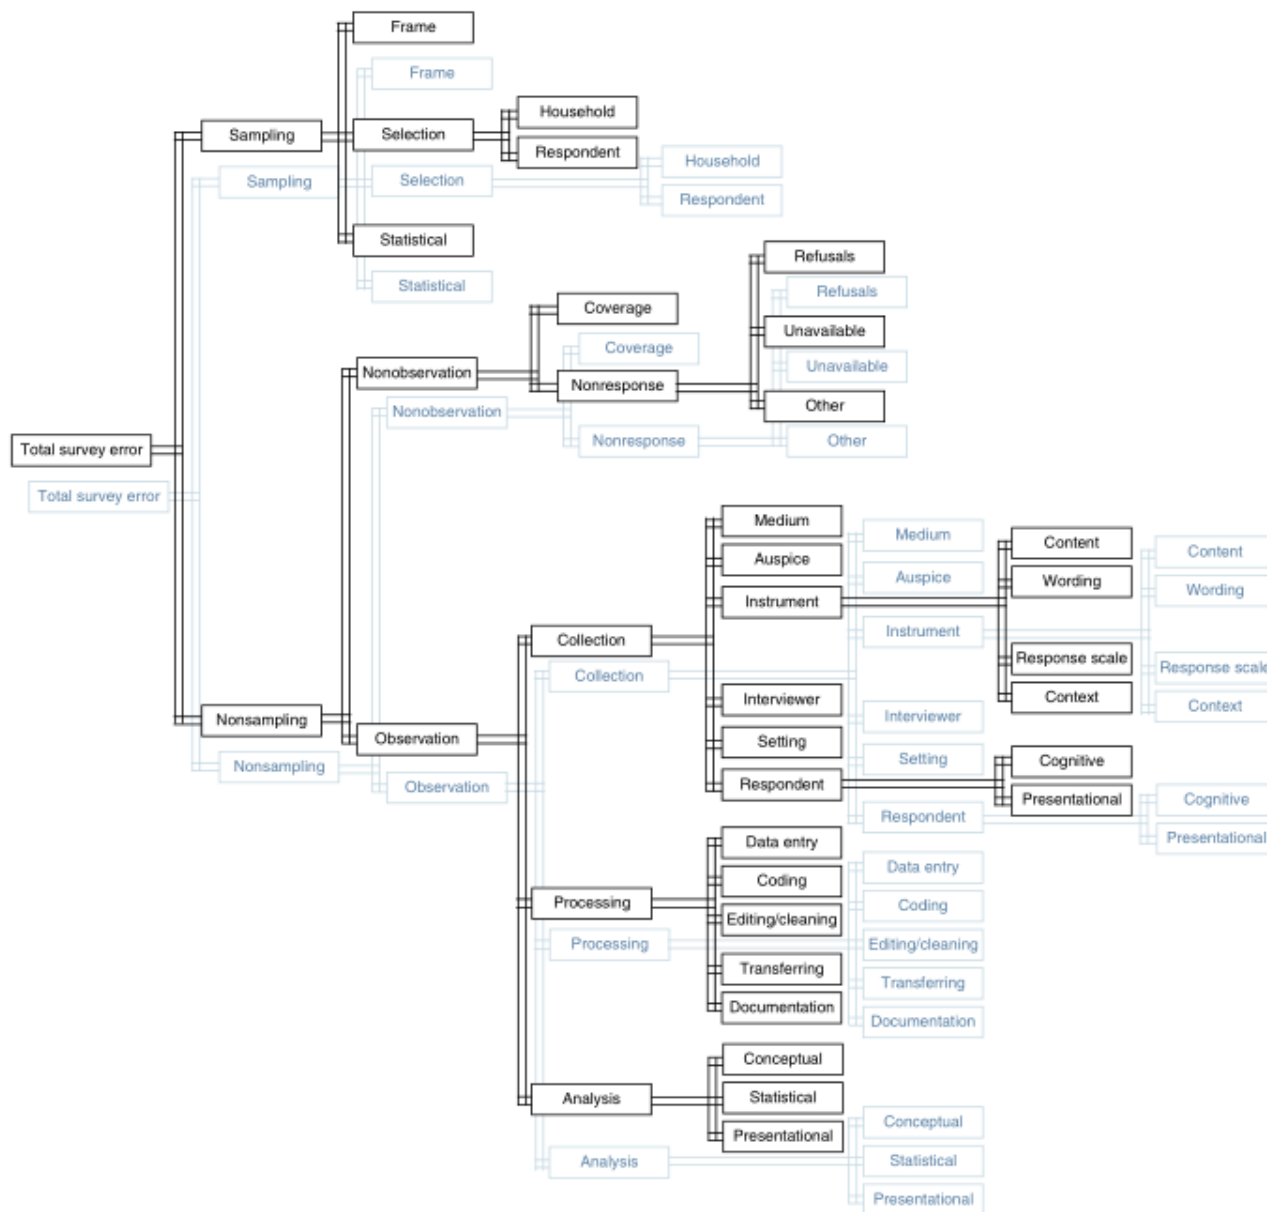 Frame
Frame
Household
Sampling
Selection
Respondent
Household
Sampling
Selection
Respondent
Statistical
Refusals
Statistical
Refusals
Coverage
Unavailable
Coverage
Unavailable
Nonobservation
Nonresponse
Other
Nonobservation
Nonresponse
Other
Total survey error
Total survey error
Medium
Medium
Content
Content
Auspice
Auspice
Wording
Wording
Instrument
Instrument
Collection
Response scale
Response scale
Collection
Interviewer
Context
Context
Nonsampling
Interviewer
Observation
Setting
Setting
Cognitive
Nonsampling
Observation
Respondent
Presentational
Cognitive
Respondent
Presentational
Data entry
Data entry
Coding
Coding
Processing
Editing/cleaning
Processing
Editing/cleaning
Transferring
Transferring
Documentation
Documentation
Conceptual
Analysis
Statistical
Conceptual
Presentational
Analysis
Statistical
Presentational